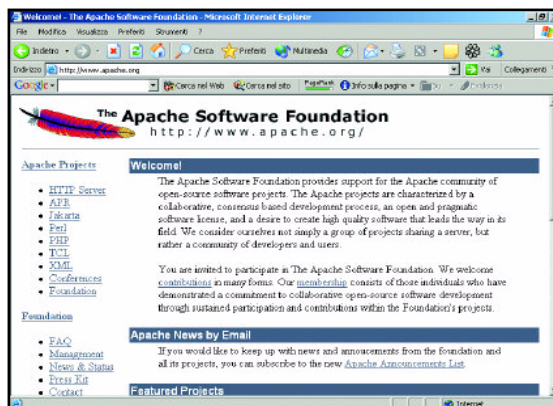 Welcome! - The Apache Software Foundation - Microsoft Internet Explorer
File Modifica Visualizza Preferiti Strumenti ?
Indietro Cerca Preferiti Multimedia
Indirizzo http://www.apache.org Vai Collegamenti
Google Cerca nel Web Cerca nel sito PageRank Info sulla pagina Evidenzia
The Apache Software Foundation
http://www.apache.org/
Apache Projects
HTTP Server
APR
Jakarta
Perl
PHP
TCL
XML
Conferences
Foundation
Foundation
FAQ
Management
News & Status
Press Kit
Contact
Welcome!
The Apache Software Foundation provides support for the Apache community of
open-source software projects. The Apache projects are characterized by a
collaborative, consensus based development process, an open and pragmatic
software license, and a desire to create high quality software that leads the way in its
field. We consider ourselves not simply a group of projects sharing a server, but
rather a community of developers and users.
You are invited to participate in The Apache Software Foundation. We welcome
contributions in many forms. Our membership consists of those individuals who have
demonstrated a commitment to collaborative open-source software development
through sustained participation and contributions within the Foundation's projects.
Apache News by Email
If you would like to keep up with news and annoucements from the foundation and
all its projects, you can subscribe to the new Apache Announcements List.
Featured Projects
Internet